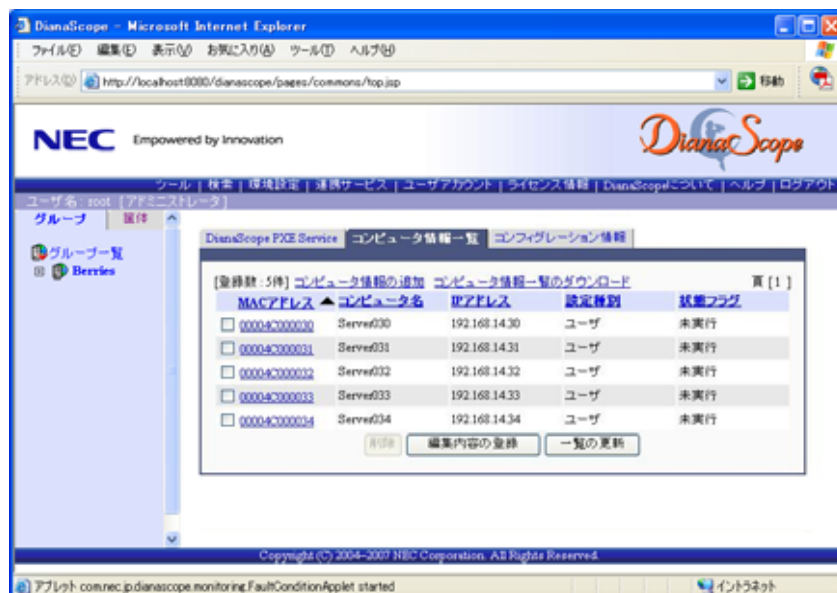 DianaScope - Microsoft Internet Explorer
ファイル(F) 編集(E) 表示(V) お気に入り(A) ツール(T) ヘルプ(H)
アドレス(D) http://localhost:8080/dianascope/pages/commons/top.jsp 移動
NEC Empowered by Innovation DianaScope
ツール | 検索 | 環境設定 | 連携サービス | ユーザアカウント | ライセンス情報 | DianaScopeについて | ヘルプ | ログアウト
ユーザ名 : root [アドミニストレータ]
グループ 筐体
グループ一覧
Berries
DianaScope PXE Service コンピュータ情報一覧 コンフィグレーション情報
[登録数 : 5件] コンピュータ情報の追加 コンピュータ情報一覧のダウンロード 頁 [1 ]
MACアドレス ▲ コンピュータ名 IPアドレス 設定種別 状態フラグ
00004C000030 Server030 192.168.14.30 ユーザ 未実行
00004C000031 Server031 192.168.14.31 ユーザ 未実行
00004C000032 Server032 192.168.14.32 ユーザ 未実行
00004C000033 Server033 192.168.14.33 ユーザ 未実行
00004C000034 Server034 192.168.14.34 ユーザ 未実行
削除 編集内容の登録 一覧の更新
Copyright (C) 2004-2007 NEC Corporation. All Rights Reserved.
アプレット com.nec.jp.dianascope.monitoring.FaultConditionApplet started イントラネット